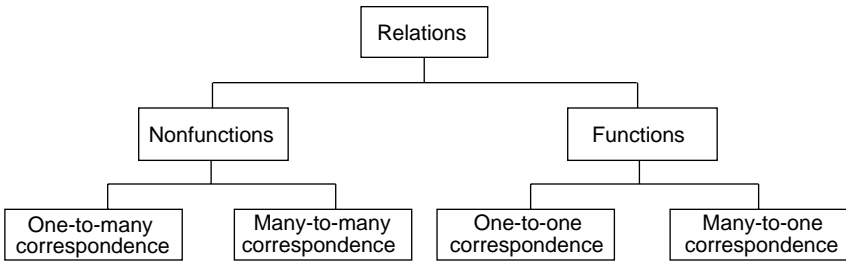 Relations
Nonfunctions
Functions
One-to-many
correspondence
Many-to-many
correspondence
One-to-one
correspondence
Many-to-one
correspondence